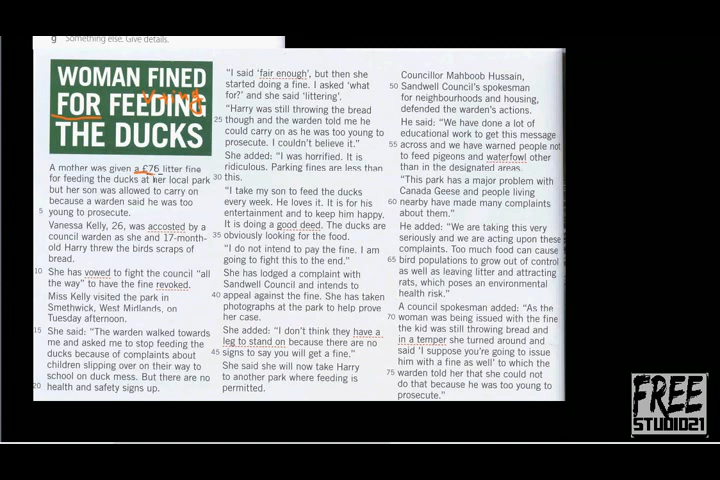 g Something else. Give details.
WOMAN FINED
FOR FEEDING
THE DUCKS
V+ing
A mother was given a £76 litter fine
for feeding the ducks at her local park
but her son was allowed to carry on
because a warden said he was too
5 young to prosecute.
Vanessa Kelly, 26, was accosted by a
council warden as she and 17-month-
old Harry threw the birds scraps of
bread.
10 She has vowed to fight the council "all
the way" to have the fine revoked.
Miss Kelly visited the park in
Smethwick, West Midlands, on
Tuesday afternoon.
15 She said: "The warden walked towards
me and asked me to stop feeding the
ducks because of complaints about
children slipping over on their way to
school on duck mess. But there are no
20 health and safety signs up.
"I said 'fair enough', but then she
started doing a fine. I asked 'what
for?' and she said 'littering'.
"Harry was still throwing the bread
25 though and the warden told me he
could carry on as he was too young to
prosecute. I couldn't believe it."
She added: "I was horrified. It is
ridiculous. Parking fines are less than
30 this.
"I take my son to feed the ducks
every week. He loves it. It is for his
entertainment and to keep him happy.
It is doing a good deed. The ducks are
35 obviously looking for the food.
"I do not intend to pay the fine. I am
going to fight this to the end."
She has lodged a complaint with
Sandwell Council and intends to
40 appeal against the fine. She has taken
photographs at the park to help prove
her case.
She added: "I don't think they have a
leg to stand on because there are no
45 signs to say you will get a fine."
She said she will now take Harry
to another park where feeding is
permitted.
Councillor Mahboob Hussain,
50 Sandwell Council's spokesman
for neighbourhoods and housing,
defended the warden's actions.
He said: "We have done a lot of
educational work to get this message
55 across and we have warned people not
to feed pigeons and waterfowl other
than in the designated areas.
"This park has a major problem with
Canada Geese and people living
60 nearby have made many complaints
about them."
He added: "We are taking this very
seriously and we are acting upon these
complaints. Too much food can cause
65 bird populations to grow out of control
as well as leaving litter and attracting
rats, which poses an environmental
health risk."
A council spokesman added: "As the
70 woman was being issued with the fine
the kid was still throwing bread and
in a temper she turned around and
said 'I suppose you're going to issue
him with a fine as well' to which the
75 warden told her that she could not
do that because he was too young to
prosecute."
FREE
STUDIO21